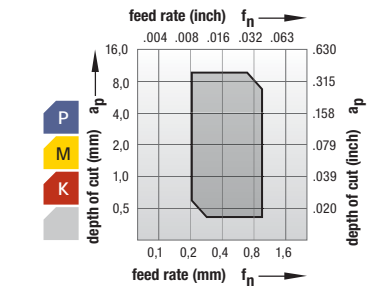 feed rate (inch) fn
.004 .008 .016 .032 .063
16,0 .630
8,0 .315
4,0 .158
2,0 .079
1,0 .039
0,5 .020
ap
depth of cut (mm)
ap
depth of cut (inch)
P
M
K
0,1 0,2 0,4 0,8 1,6
feed rate (mm) fn